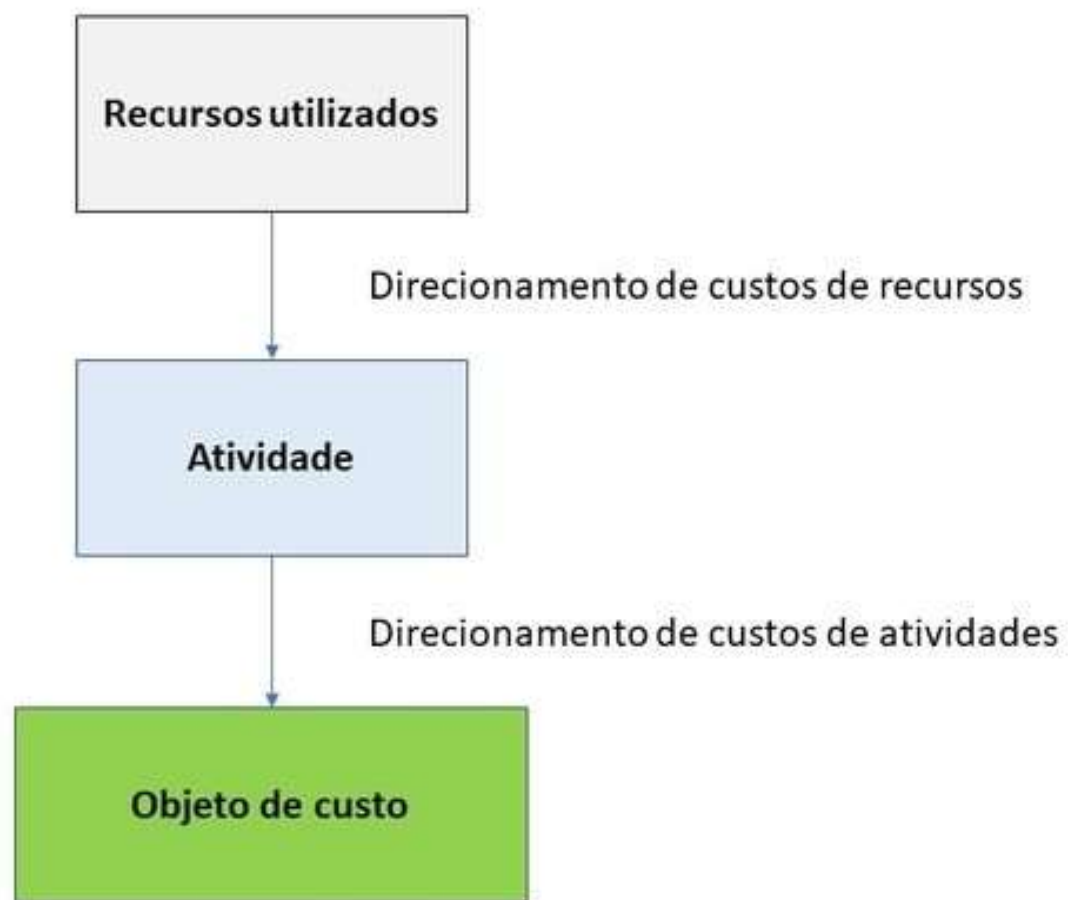 Recursos utilizados
Direcionamento de custos de recursos
Atividade
Direcionamento de custos de atividades
Objeto de custo